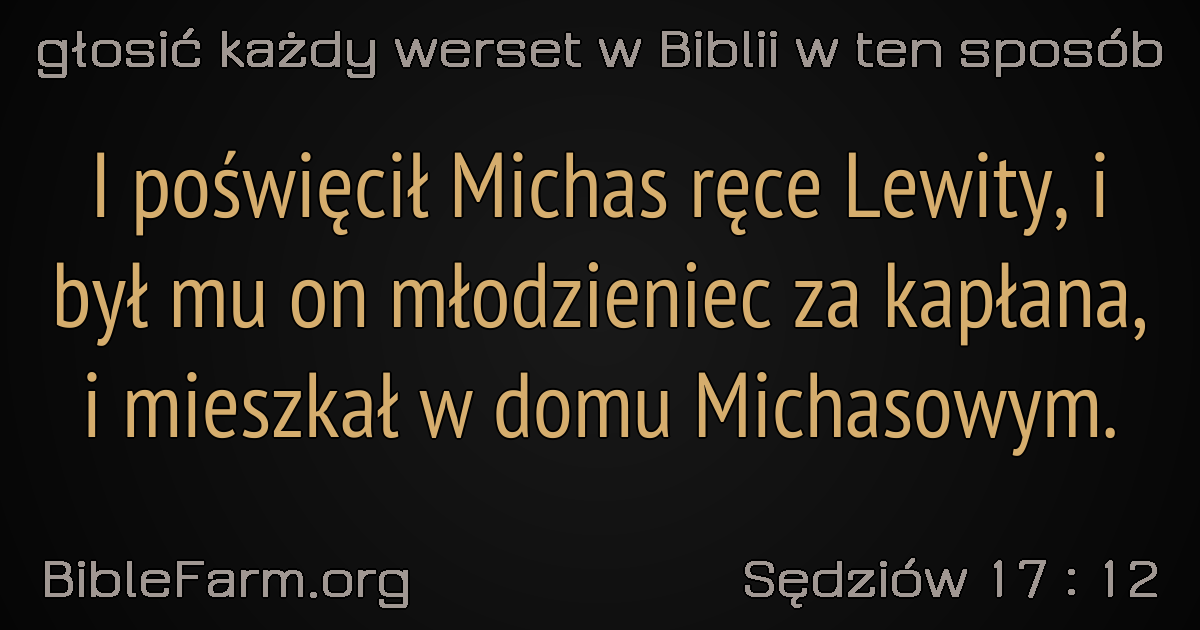 głosić każdy werset w Biblii w ten sposób
I poświęcił Michas ręce Lewity, i
był mu on młodzieniec za kapłana,
i mieszkał w domu Michasowym.
BibleFarm.org
Sędziów 17 : 12